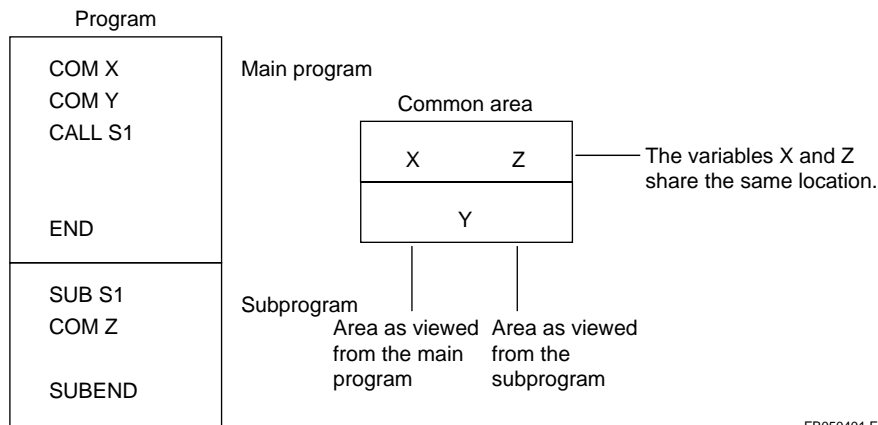 Program
COM X
COM Y
CALL S1
END
Main program
SUB S1
COM Z
SUBEND
Subprogram
Common area
X Z
Y
The variables X and Z
share the same location.
Area as viewed
from the main
program
Area as viewed
from the
subprogram